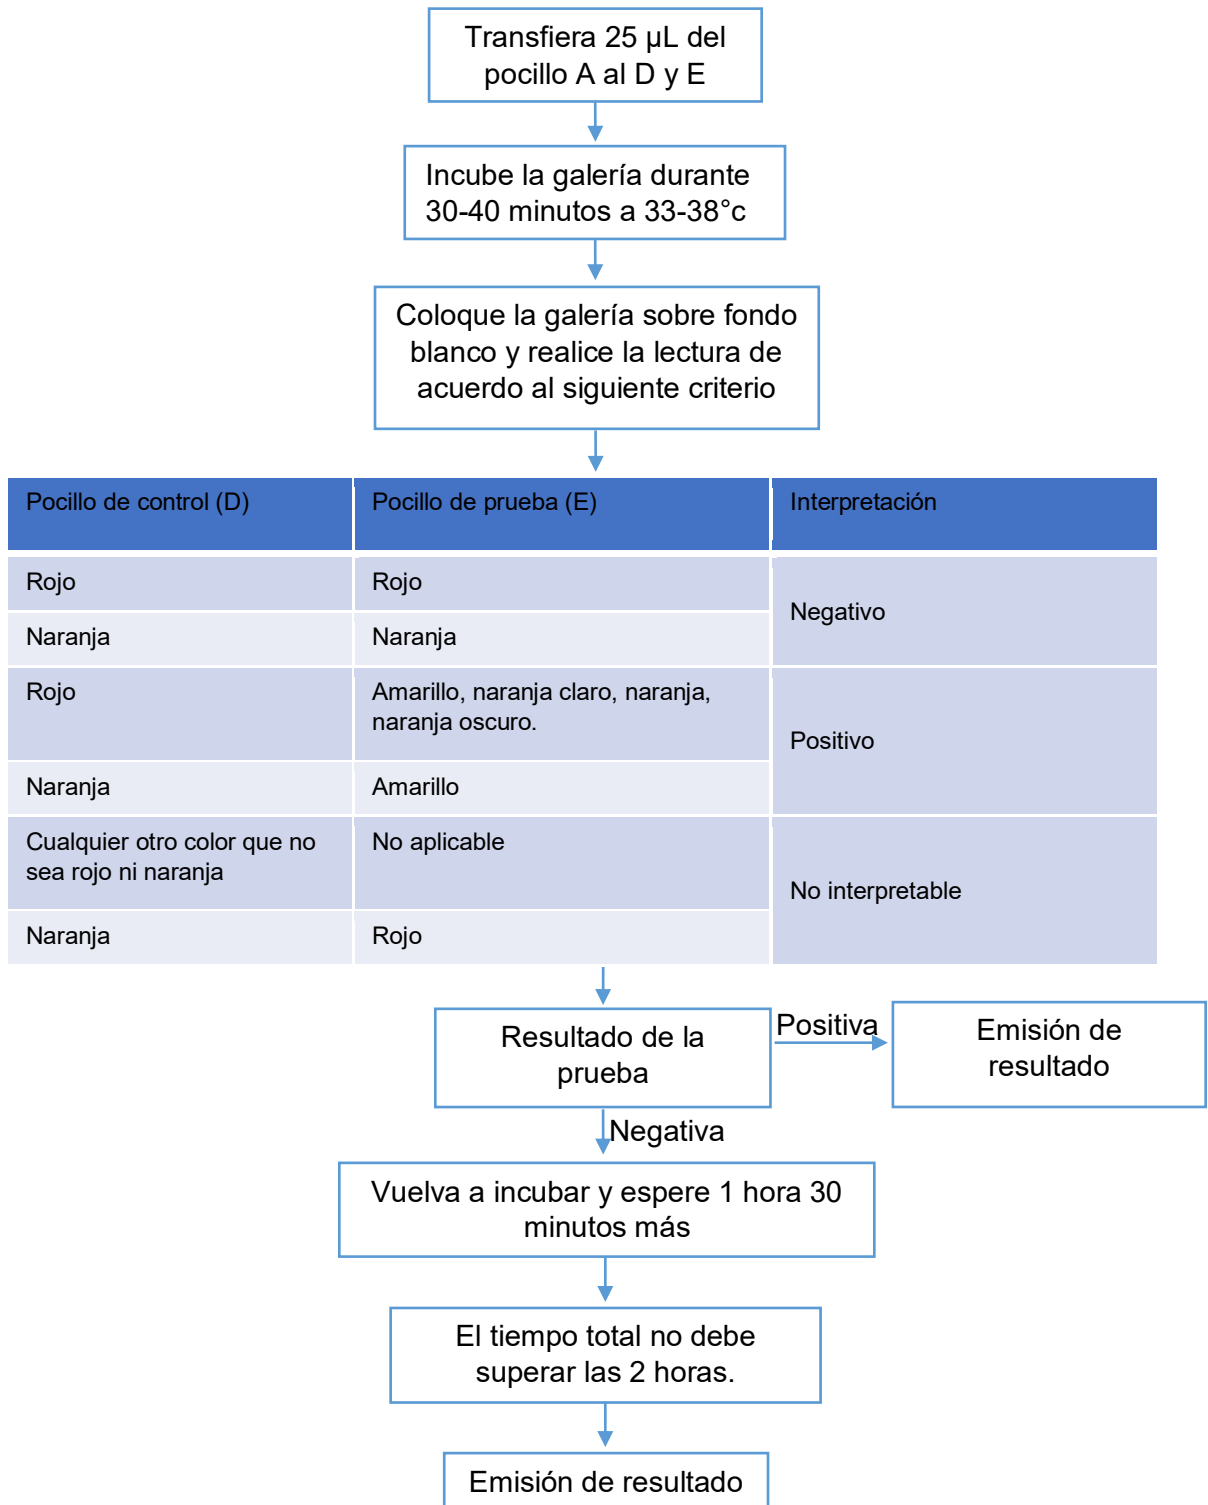 Transfiera 25 µL del
pocillo A al D y E
Incube la galería durante
30-40 minutos a 33-38°c
Coloque la galería sobre fondo
blanco y realice la lectura de
acuerdo al siguiente criterio
Pocillo de control (D) Pocillo de prueba (E) Interpretación
Rojo Rojo
Negativo
Naranja Naranja
Rojo Amarillo, naranja claro, naranja,
naranja oscuro.
Positivo
Naranja Amarillo
Cualquier otro color que no No aplicable
sea rojo ni naranja
No interpretable
Naranja Rojo
Resultado de la
prueba
Positiva
Emisión de
resultado
Negativa
Vuelva a incubar y espere 1 hora 30
minutos más
El tiempo total no debe
superar las 2 horas.
Emisión de resultado